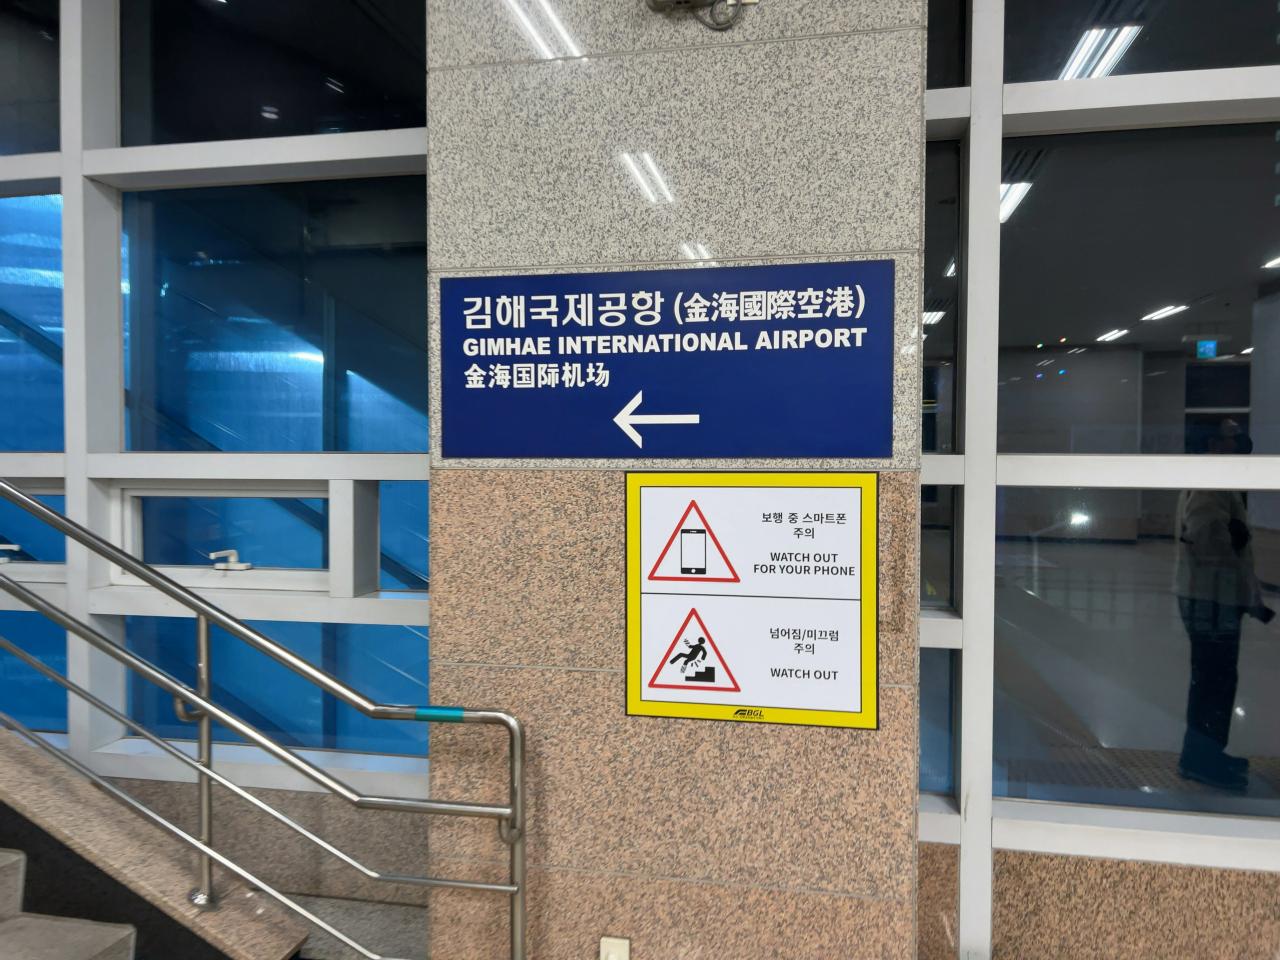 김해국제공항 (金海國際空港)
GIMHAE INTERNATIONAL AIRPORT
金海国际机场
보행 중 스마트폰
주의
WATCH OUT
FOR YOUR PHONE
넘어짐/미끄럼
주의
WATCH OUT
BGL